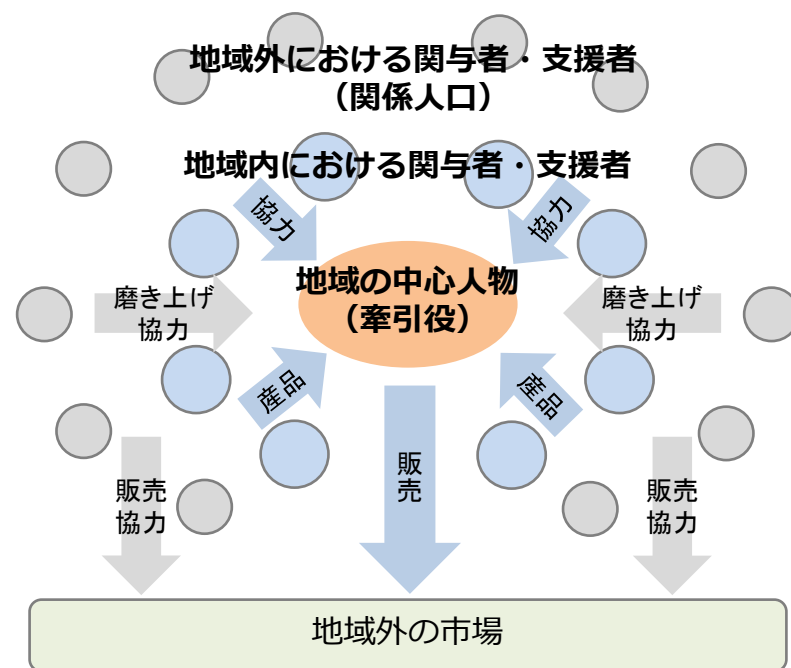 地域外における関与者・支援者
（関係人口）
地域内における関与者・支援者
協力
協力
地域の中心人物
（牽引役）
磨き上げ
協力
磨き上げ
協力
産品
産品
販売
販売
協力
販売
協力
地域外の市場